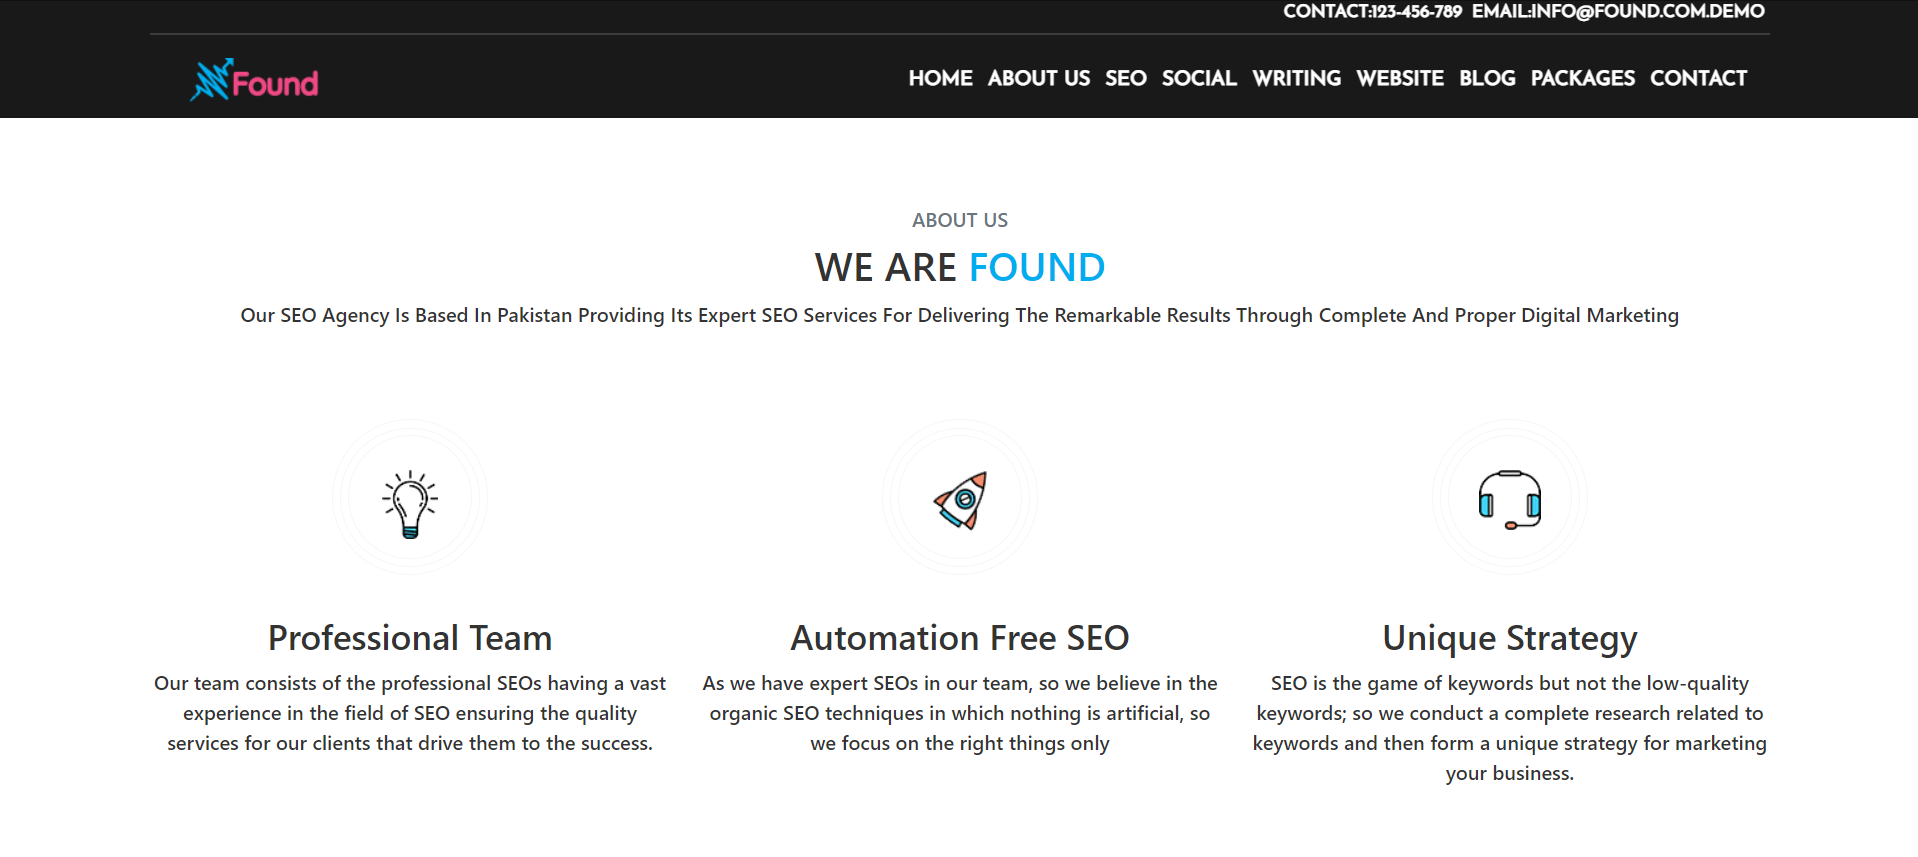 CONTACT:123-456-789 EMAIL:INFO@FOUND.COM.DEMO
Found
HOME ABOUT US SEO SOCIAL WRITING WEBSITE BLOG PACKAGES CONTACT
ABOUT US
WE ARE FOUND
Our SEO Agency Is Based In Pakistan Providing Its Expert SEO Services For Delivering The Remarkable Results Through Complete And Proper Digital Marketing
Professional Team
Our team consists of the professional SEOs having a vast
experience in the field of SEO ensuring the quality
services for our clients that drive them to the success.
Automation Free SEO
As we have expert SEOs in our team, so we believe in the
organic SEO techniques in which nothing is artificial, so
we focus on the right things only
Unique Strategy
SEO is the game of keywords but not the low-quality
keywords; so we conduct a complete research related to
keywords and then form a unique strategy for marketing
your business.